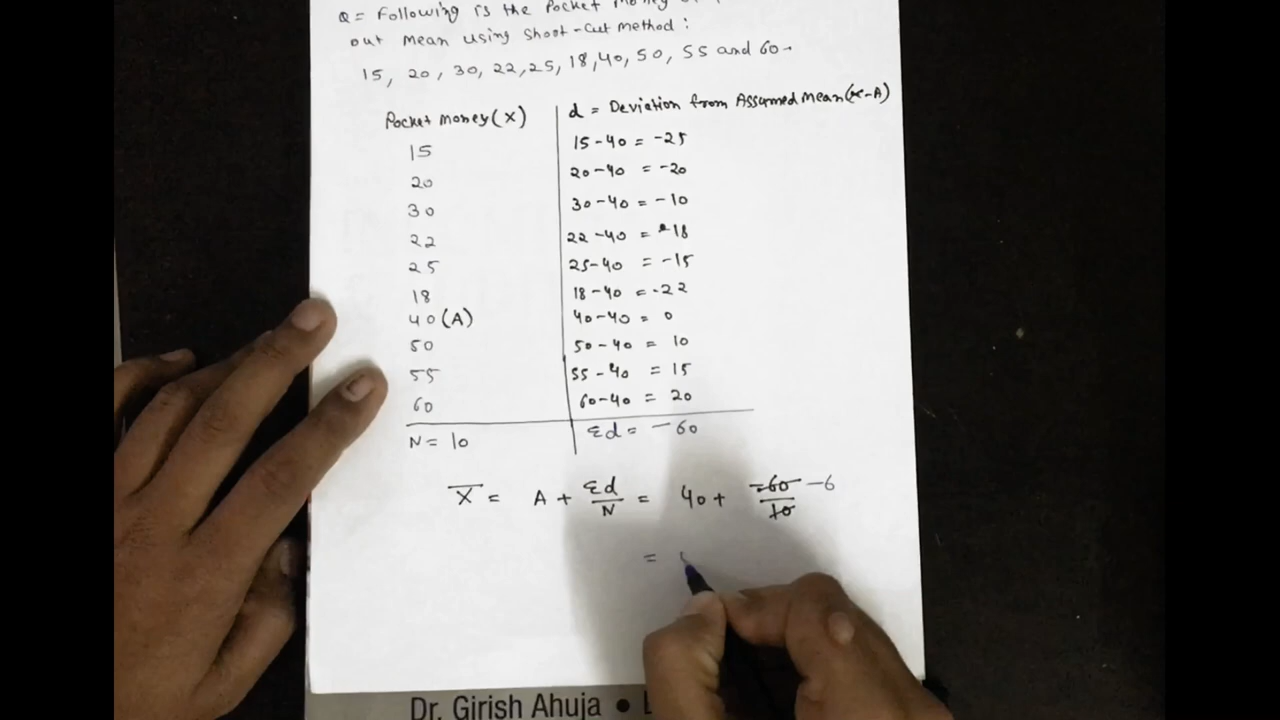 Q = Following is the Pocket Money
out mean using Shoot-Cut Method :
15, 20, 30, 22, 25, 18, 40, 50, 55 and 60-
Pocket Money (X) d = Deviation from Assumed Mean (X-A)
15 15-40 = -25
20 20-40 = -20
30 30-40 = -10
22 22-40 = -18
25 25-40 = -15
18 18-40 = -22
40 (A) 40-40 = 0
50 50-40 = 10
55 55-40 = 15
60 60-40 = 20
N = 10 Σd = -60
X̅ = A + Σd/N = 40 + -60/10 -6
=
Dr. Girish Ahuja •